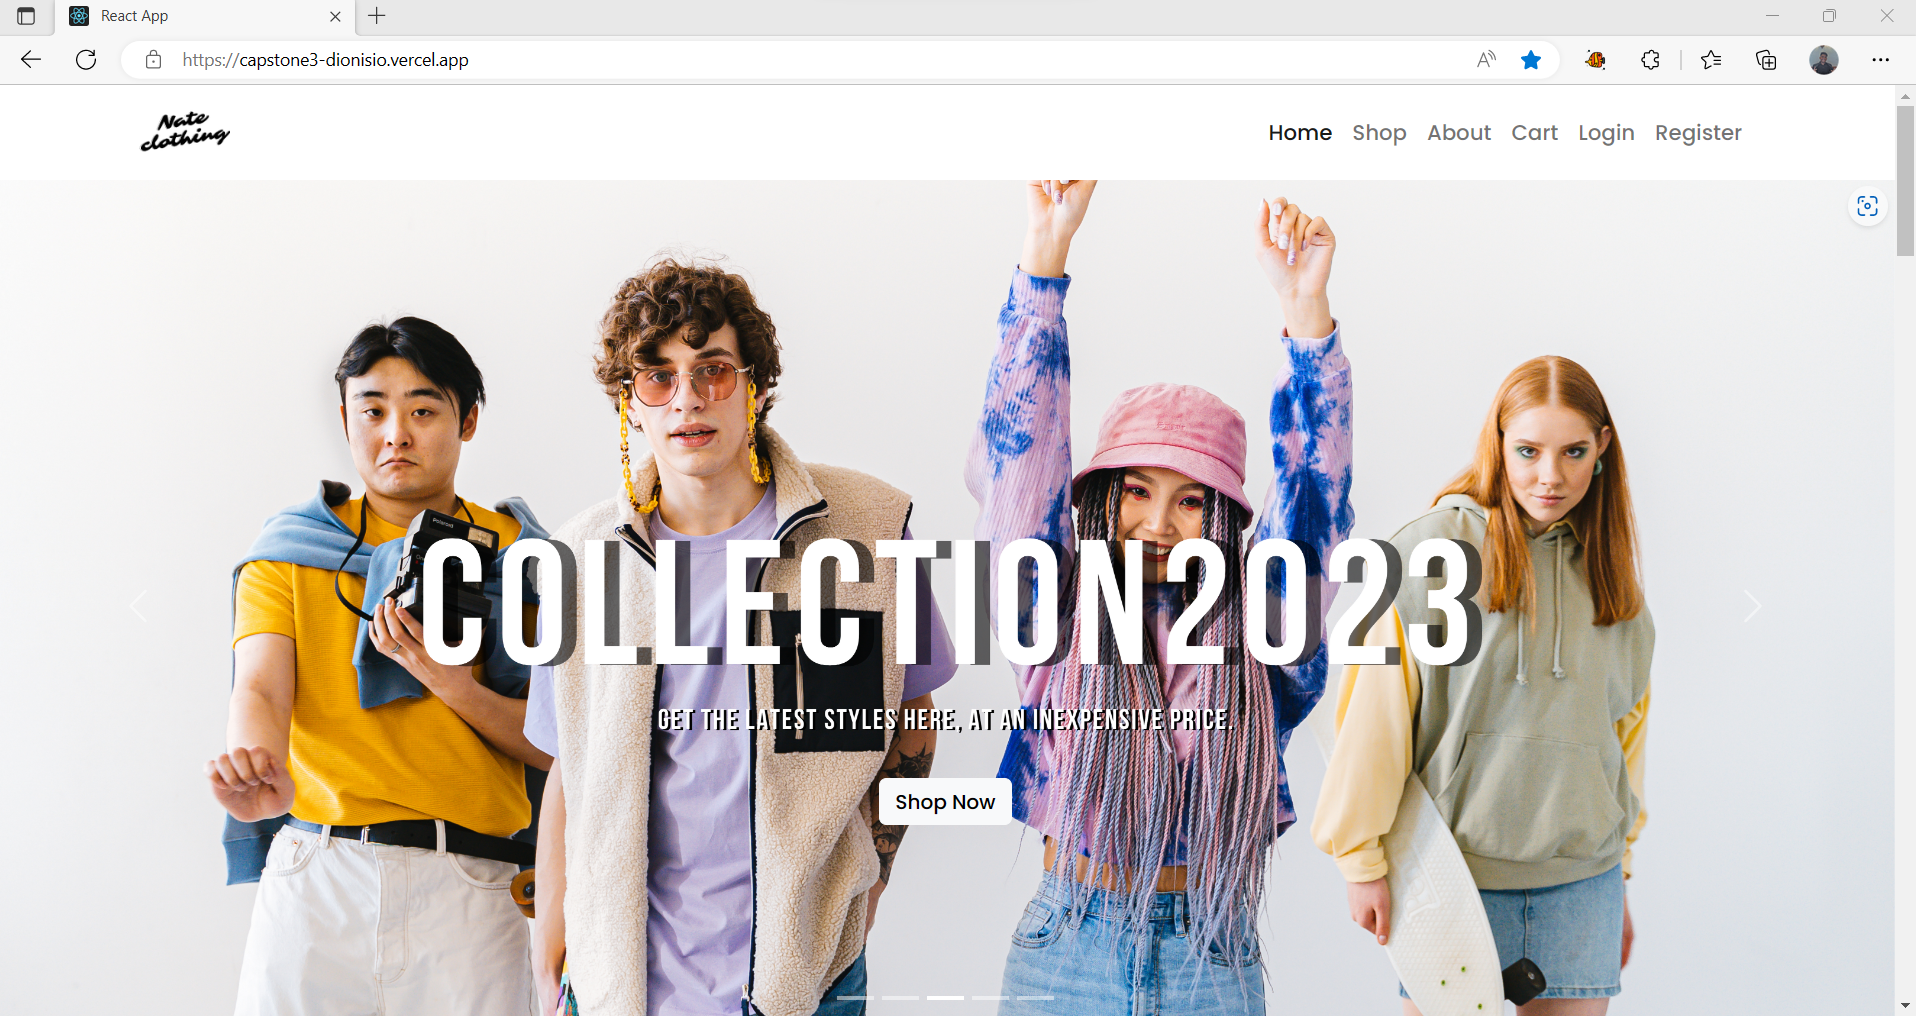 React App
https://capstone3-dionisio.vercel.app
Nate
clothing
Home Shop About Cart Login Register
Polaroid
COLLECTION2023
GET THE LATEST STYLES HERE, AT AN INEXPENSIVE PRICE.
Shop Now